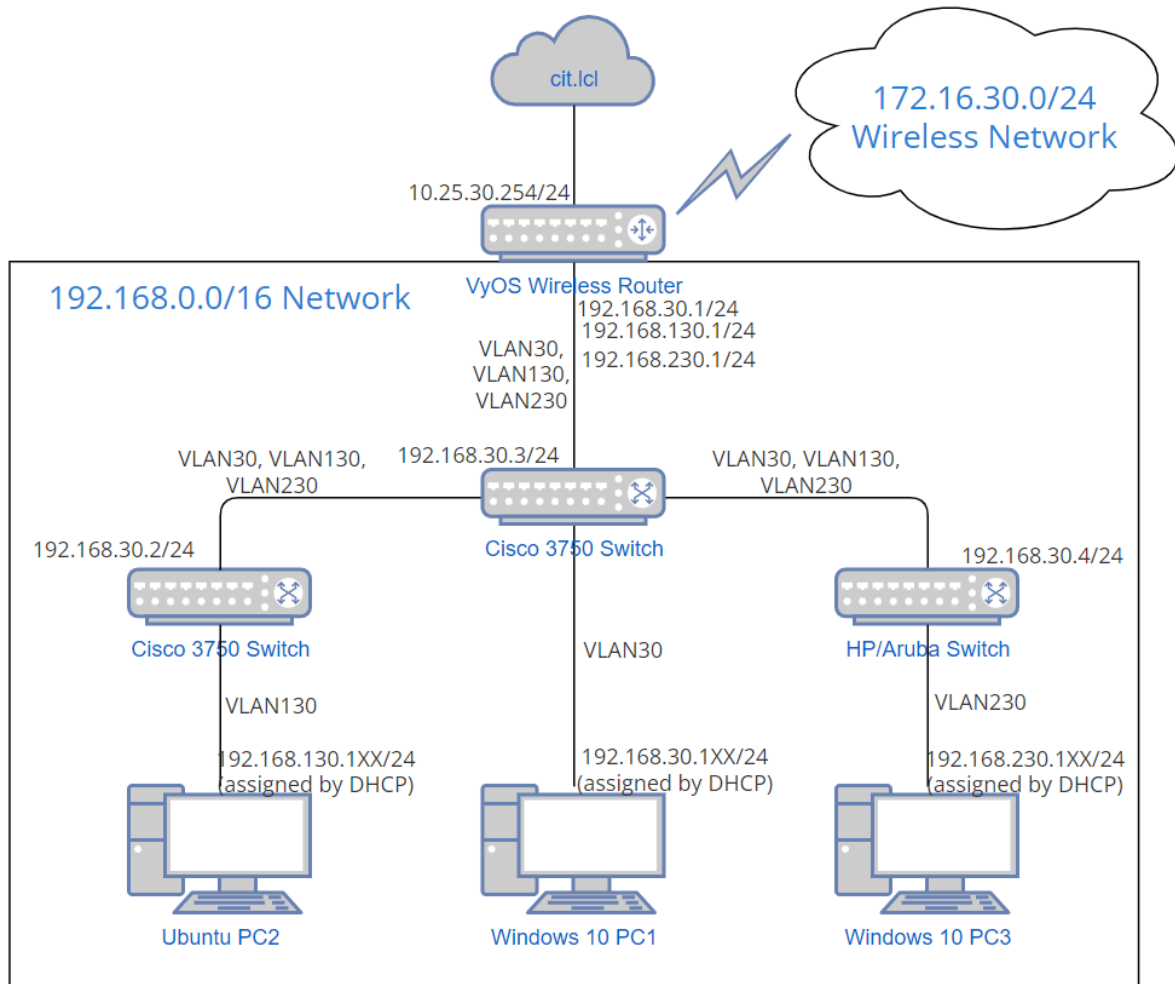 cit.lcl
172.16.30.0/24
Wireless Network
10.25.30.254/24
VyOS Wireless Router
192.168.0.0/16 Network
192.168.30.1/24
192.168.130.1/24
192.168.230.1/24
VLAN30,
VLAN130,
VLAN230
VLAN30, VLAN130,
VLAN230
192.168.30.3/24
VLAN30, VLAN130,
VLAN230
Cisco 3750 Switch
192.168.30.2/24
192.168.30.4/24
Cisco 3750 Switch
HP/Aruba Switch
VLAN130
VLAN30
VLAN230
192.168.130.1XX/24
(assigned by DHCP)
192.168.30.1XX/24
(assigned by DHCP)
192.168.230.1XX/24
(assigned by DHCP)
Ubuntu PC2
Windows 10 PC1
Windows 10 PC3